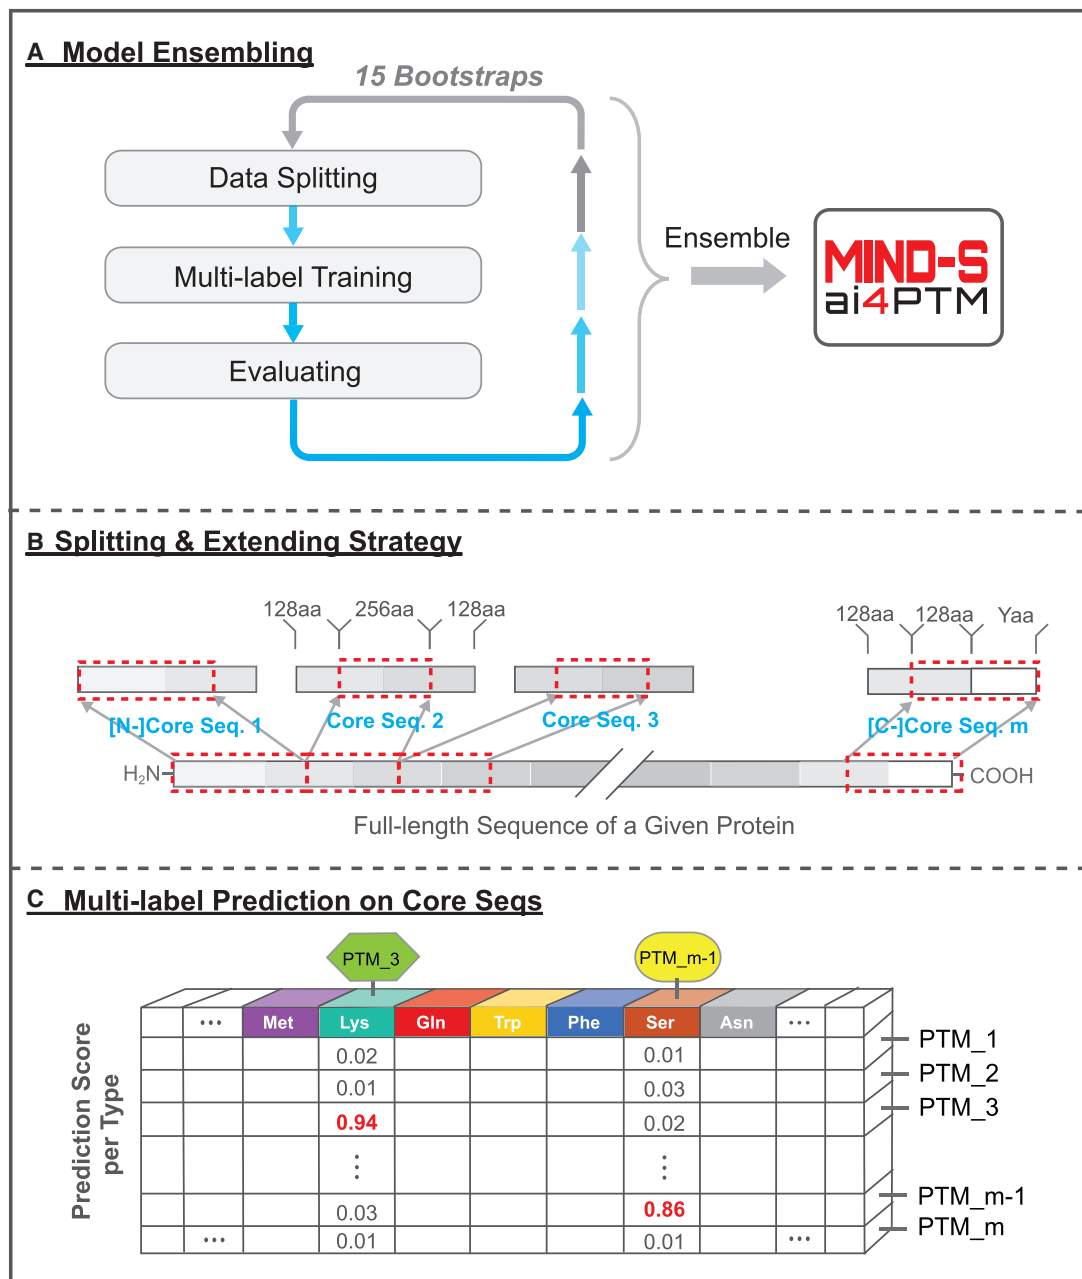 A Model Ensembling
15 Bootstraps
Data Splitting
Multi-label Training
Evaluating
Ensemble
MIND-S
ai4PTM
B Splitting & Extending Strategy
128aa 256aa 128aa
128aa 128aa Yaa
[N-]Core Seq. 1 Core Seq. 2 Core Seq. 3 [C-]Core Seq. m
H₂N COOH
Full-length Sequence of a Given Protein
C Multi-label Prediction on Core Seqs
PTM_3 PTM_m-1
... Met Lys Gln Trp Phe Ser Asn ...
Prediction Score
per Type
0.02 0.01 PTM_1
0.01 0.03 PTM_2
0.94 0.02 PTM_3
⋮ ⋮
0.03 0.86 PTM_m-1
... 0.01 0.01 ... PTM_m